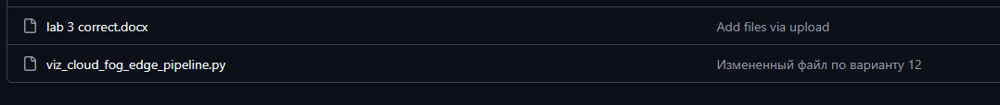 lab 3 correct.docx Add files via upload
viz_cloud_fog_edge_pipeline.py Измененный файл по варианту 12